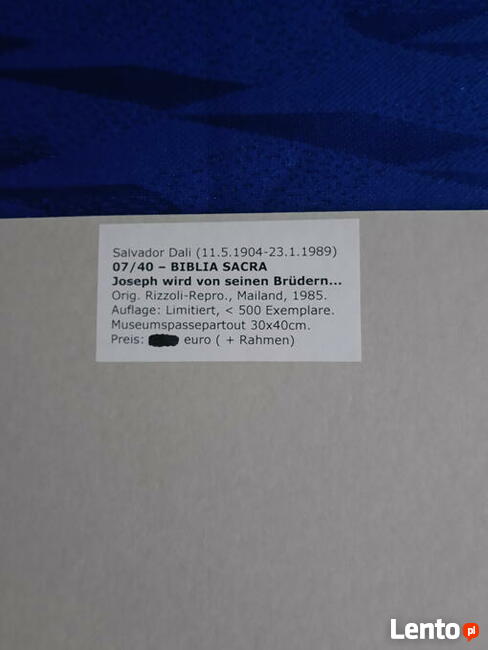 Salvador Dali (11.5.1904-23.1.1989)
07/40 – BIBLIA SACRA
Joseph wird von seinen Brüdern...
Orig. Rizzoli-Repro., Mailand, 1985.
Auflage: Limitiert, < 500 Exemplare.
Museumspassepartout 30x40cm.
Preis: euro ( + Rahmen)
Lento pl